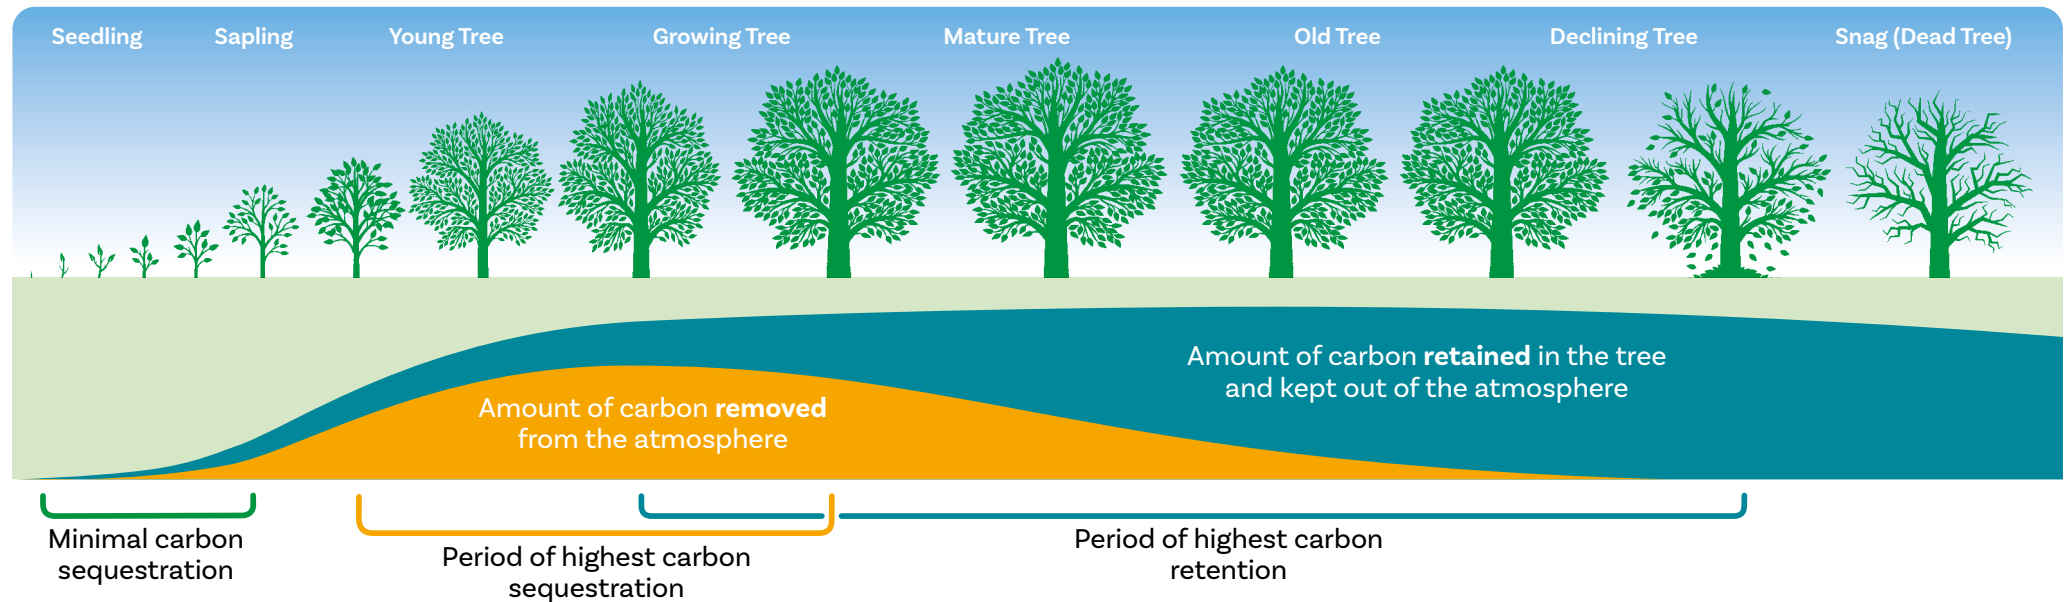 Seedling
Sapling
Young Tree
Growing Tree
Mature Tree
Old Tree
Declining Tree
Snag (Dead Tree)
Amount of carbon retained in the tree
and kept out of the atmosphere
Amount of carbon removed
from the atmosphere
Minimal carbon
sequestration
Period of highest carbon
sequestration
Period of highest carbon
retention